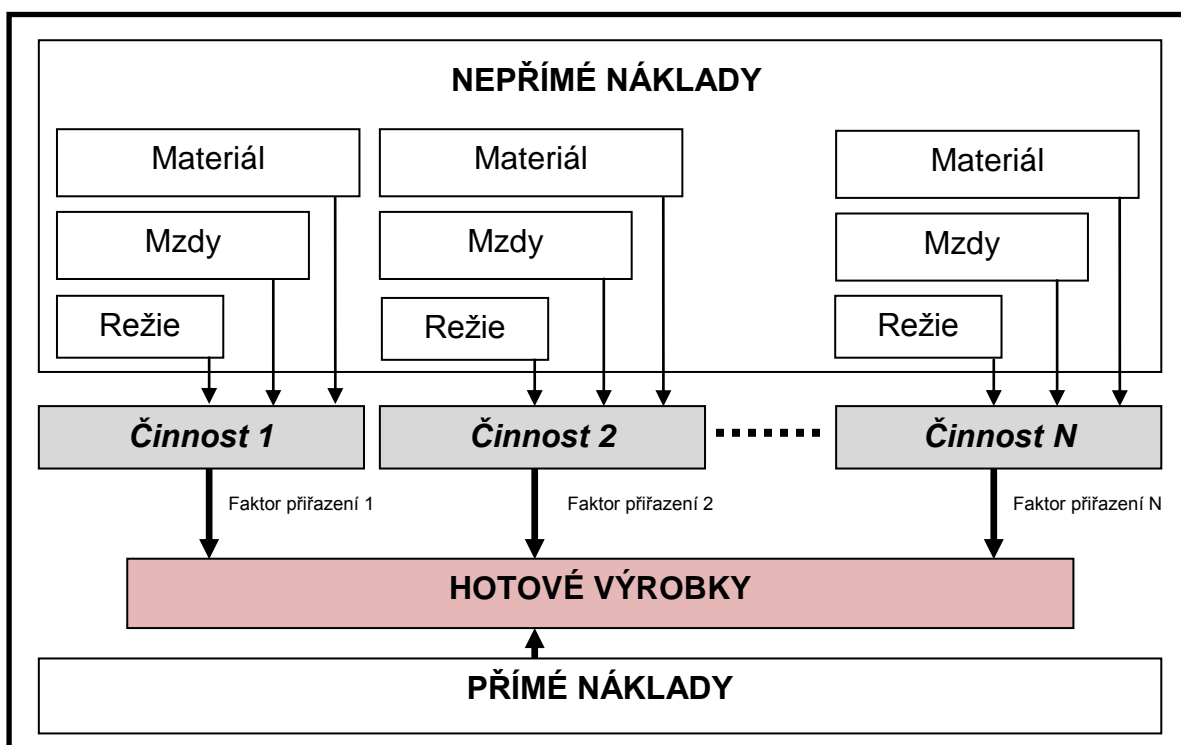 NEPŘÍMÉ NÁKLADY
Materiál
Materiál
Materiál
Mzdy
Mzdy
Mzdy
Režie
Režie
Režie
Činnost 1
Činnost 2
Činnost N
Faktor přiřazení 1
Faktor přiřazení 2
Faktor přiřazení N
HOTOVÉ VÝROBKY
PŘÍMÉ NÁKLADY